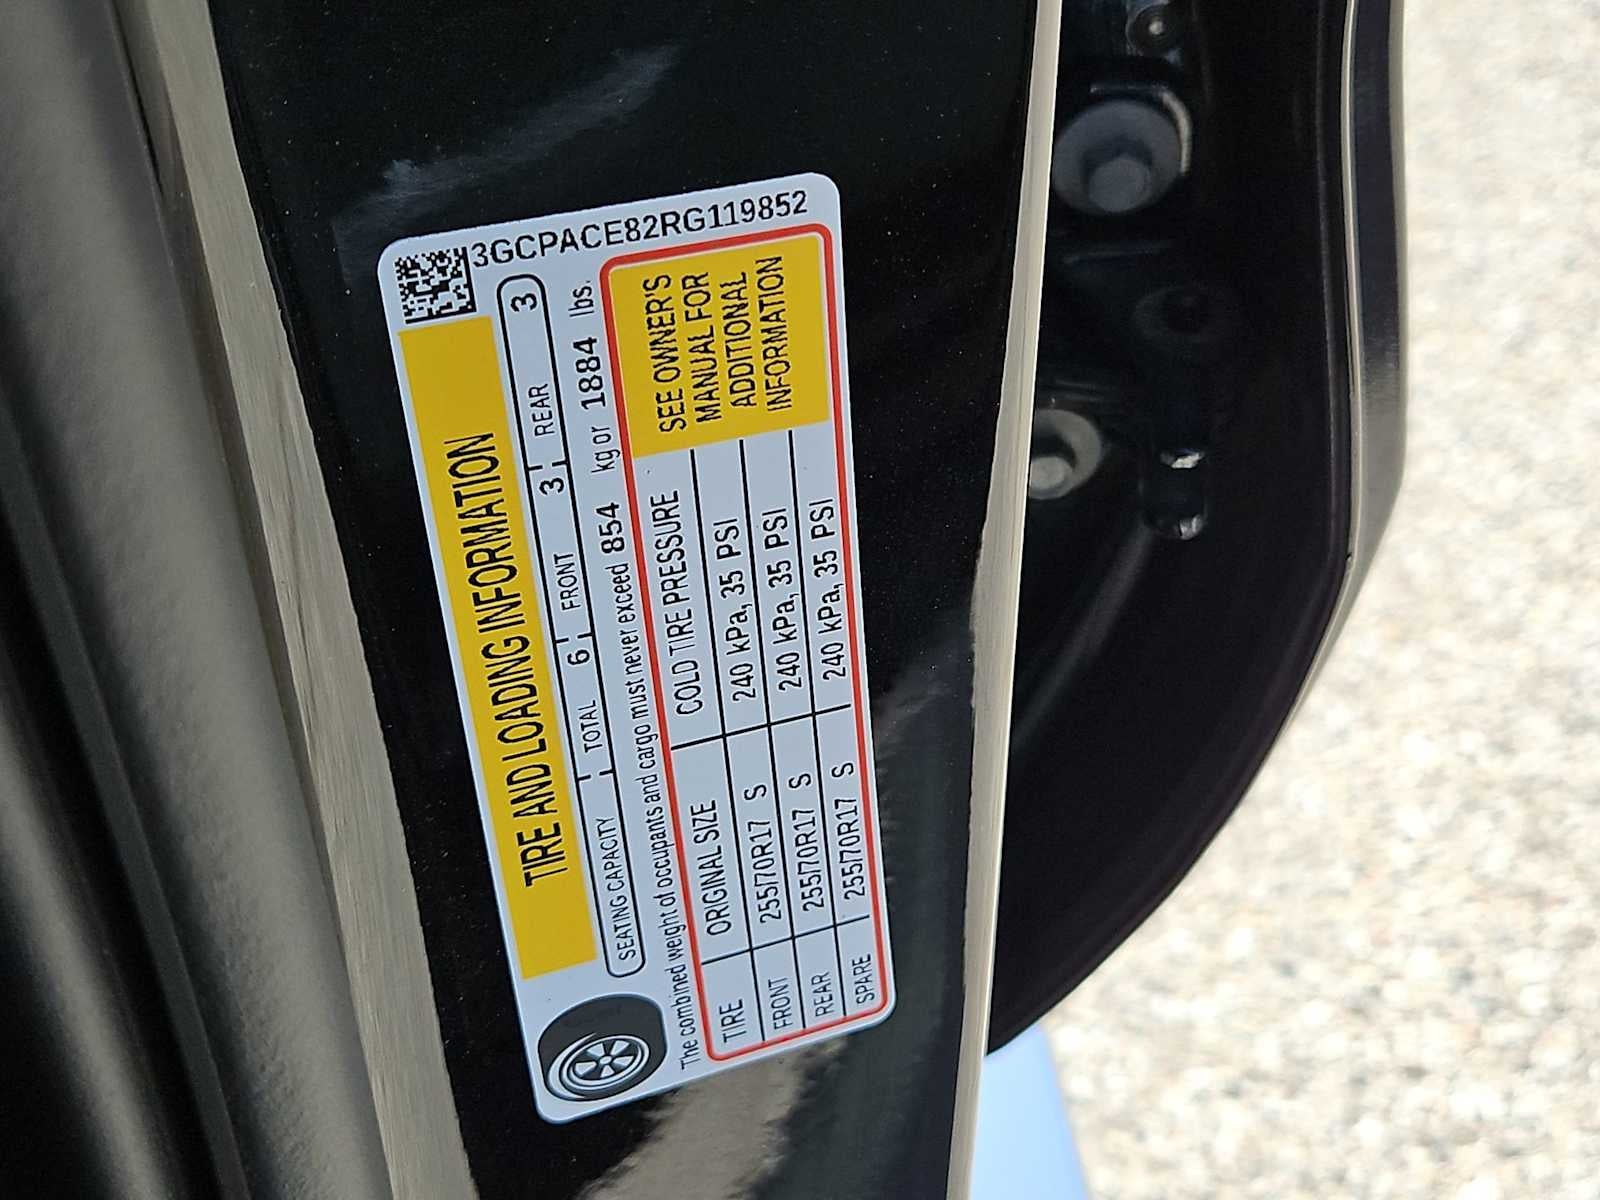 3GCPACE82RG119852
TIRE AND LOADING INFORMATION
SEATING CAPACITY TOTAL 6 FRONT 3 REAR 3
The combined weight of occupants and cargo must never exceed 854 kg or 1884 lbs.
TIRE ORIGINAL SIZE COLD TIRE PRESSURE
FRONT 255/70R17 S 240 kPa, 35 PSI
REAR 255/70R17 S 240 kPa, 35 PSI
SPARE 255/70R17 S 240 kPa, 35 PSI
SEE OWNER'S
MANUAL FOR
ADDITIONAL
INFORMATION